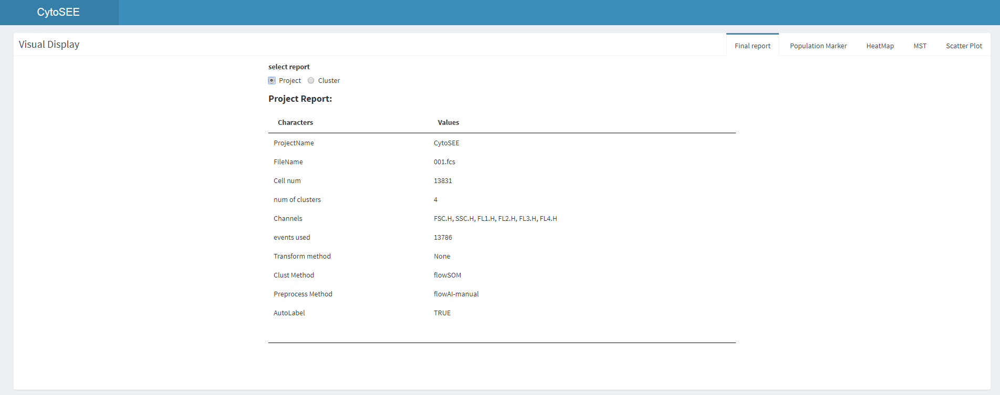 CytoSEE
Visual Display
Final report Population Marker HeatMap MST Scatter Plot
select report
Project Cluster
Project Report:
Characters Values
ProjectName CytoSEE
FileName 001.fcs
Cell num 13831
num of clusters 4
Channels FSC.H, SSC.H, FL1.H, FL2.H, FL3.H, FL4.H
events used 13786
Transform method None
Clust Method flowSOM
Preprocess Method flowAI-manual
AutoLabel TRUE